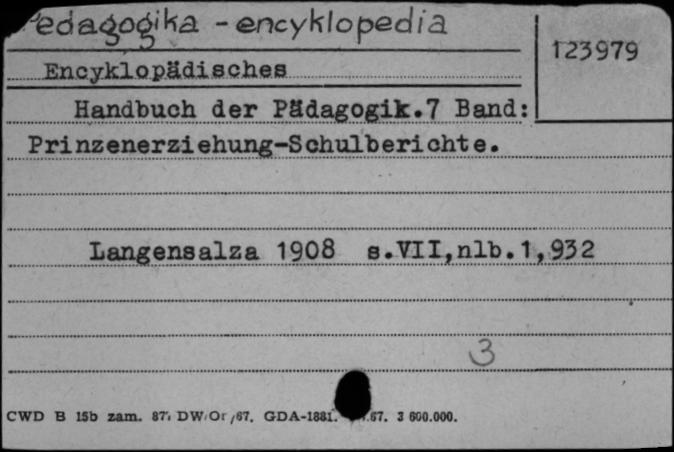 Pedagogika - encyklopedia
123979
Encyklopädisches
Handbuch der Pädagogik.7 Band:
Prinzenerziehung-Schulberichte.
Langensalza 1908 s.VII,nlb.1,932
3
CWD B 15b zam. 87, DW/Or/67. GDA-1881. .67. 3 600.000.